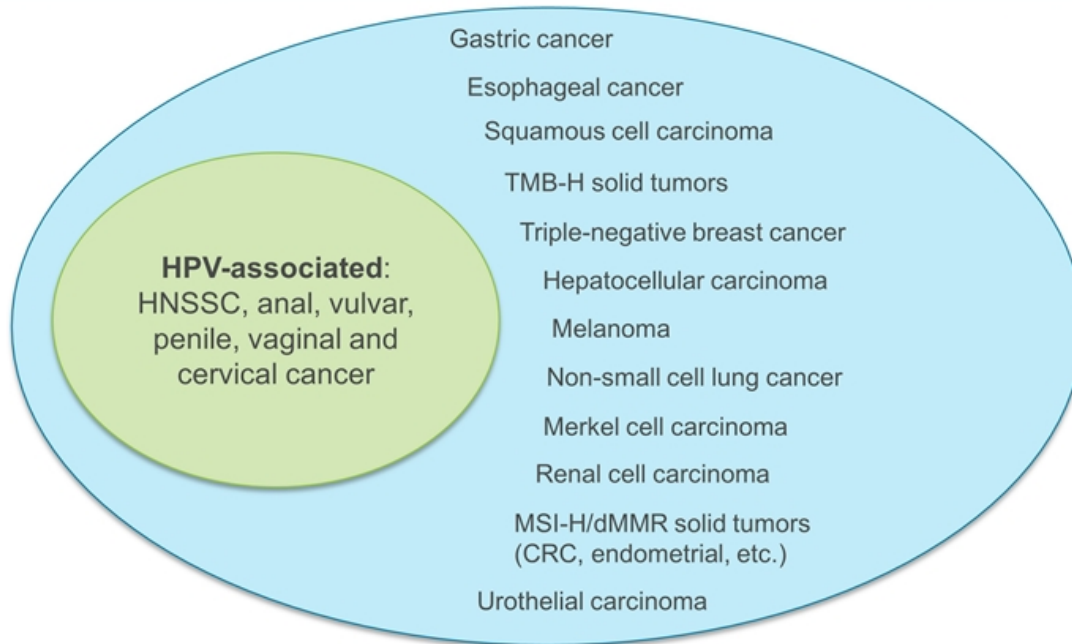 Gastric cancer
Esophageal cancer
Squamous cell carcinoma
TMB-H solid tumors
Triple-negative breast cancer
HPV-associated:
HNSSC, anal, vulvar,
penile, vaginal and
cervical cancer
Hepatocellular carcinoma
Melanoma
Non-small cell lung cancer
Merkel cell carcinoma
Renal cell carcinoma
MSI-H/dMMR solid tumors
(CRC, endometrial, etc.)
Urothelial carcinoma